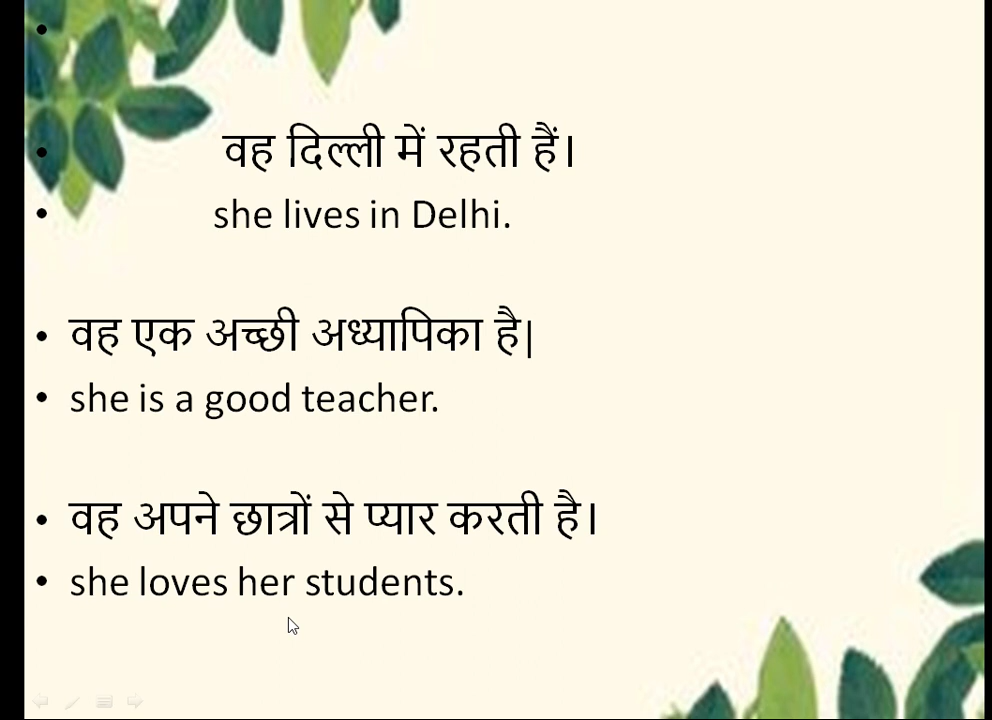 वह दिल्ली में रहती हैं।
she lives in Delhi.
वह एक अच्छी अध्यापिका है|
she is a good teacher.
वह अपने छात्रों से प्यार करती है।
she loves her students.